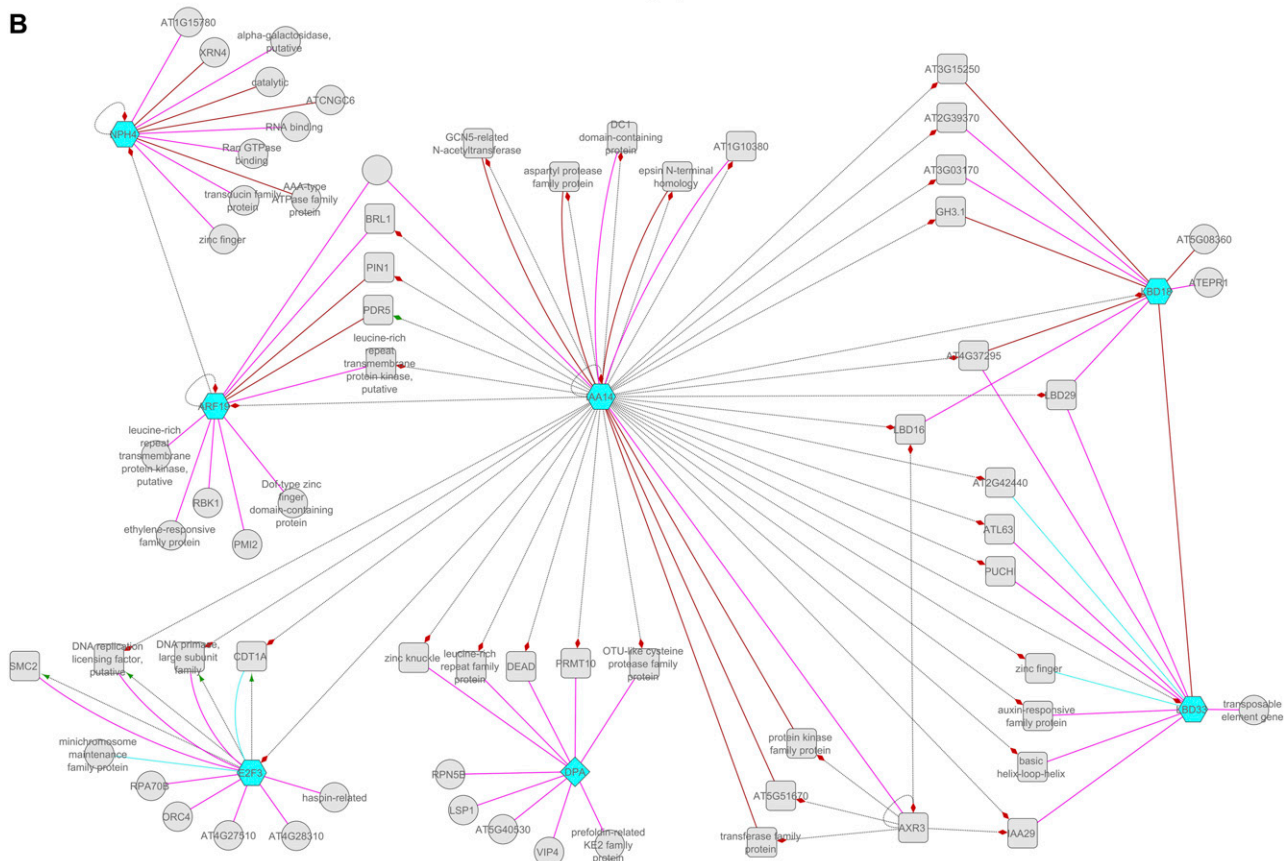 B
AT1G15780
XRN4
alpha-galactosidase,
putative
catalytic
ATCNGC6
NPH4
RNA binding
Ran GTPase
binding
transducin family
protein
AAA-type
ATPase family
protein
zinc finger
GCN5-related
N-acetyltransferase
DC1
domain-containing
protein
AT1G10380
aspartyl protease
family protein
epsin N-terminal
homology
AT3G15250
AT2G39370
AT3G03170
GH3.1
AT5G08360
ATEPR1
LBD18
BRL1
PIN1
PDR5
leucine-rich
repeat
transmembrane
protein kinase,
putative
IAA14
ARF19
AT4G37295
LBD29
LBD16
leucine-rich
repeat
transmembrane
protein kinase,
putative
RBK1
Dof-type zinc
finger
domain-containing
protein
ethylene-responsive
family protein
PMI2
AT2G42440
ATL63
PUCHI
SMC2
DNA replication
licensing factor,
putative
DNA primase,
large subunit
family
CDT1A
zinc knuckle
leucine-rich
repeat family
protein
DEAD
PRMT10
OTU-like cysteine
protease family
protein
zinc finger
auxin-responsive
family protein
LBD33
transposable
element gene
minichromosome
maintenance
family protein
E2F3
RPA70B
ORC4
AT4G27510
AT4G28310
haspin-related
DPA
RPN5B
LSP1
AT5G40530
VIP4
prefoldin-related
KE2 family
protein
protein kinase
family protein
AT5G51670
transferase family
protein
AXR3
basic
helix-loop-helix
IAA29